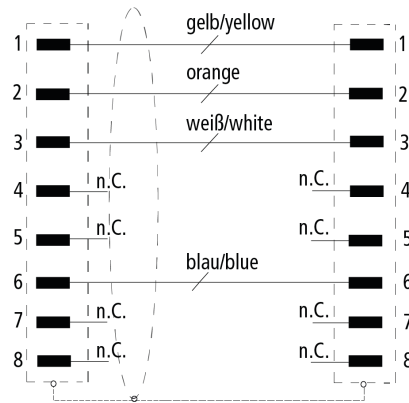 gelb/yellow
1 1
orange
2 2
weiß/white
3 3
4 n.C. n.C. 4
5 n.C. n.C. 5
blau/blue
6 6
7 n.C. n.C. 7
8 n.C. n.C. 8